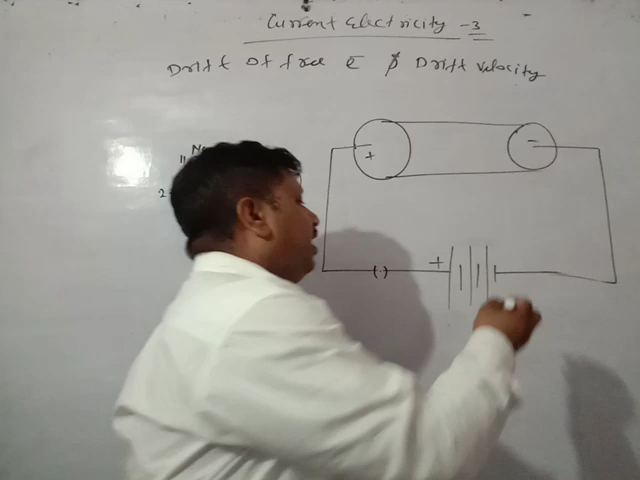 Current Electricity - 3
Drift of free ē & Drift velocity
+ -
+